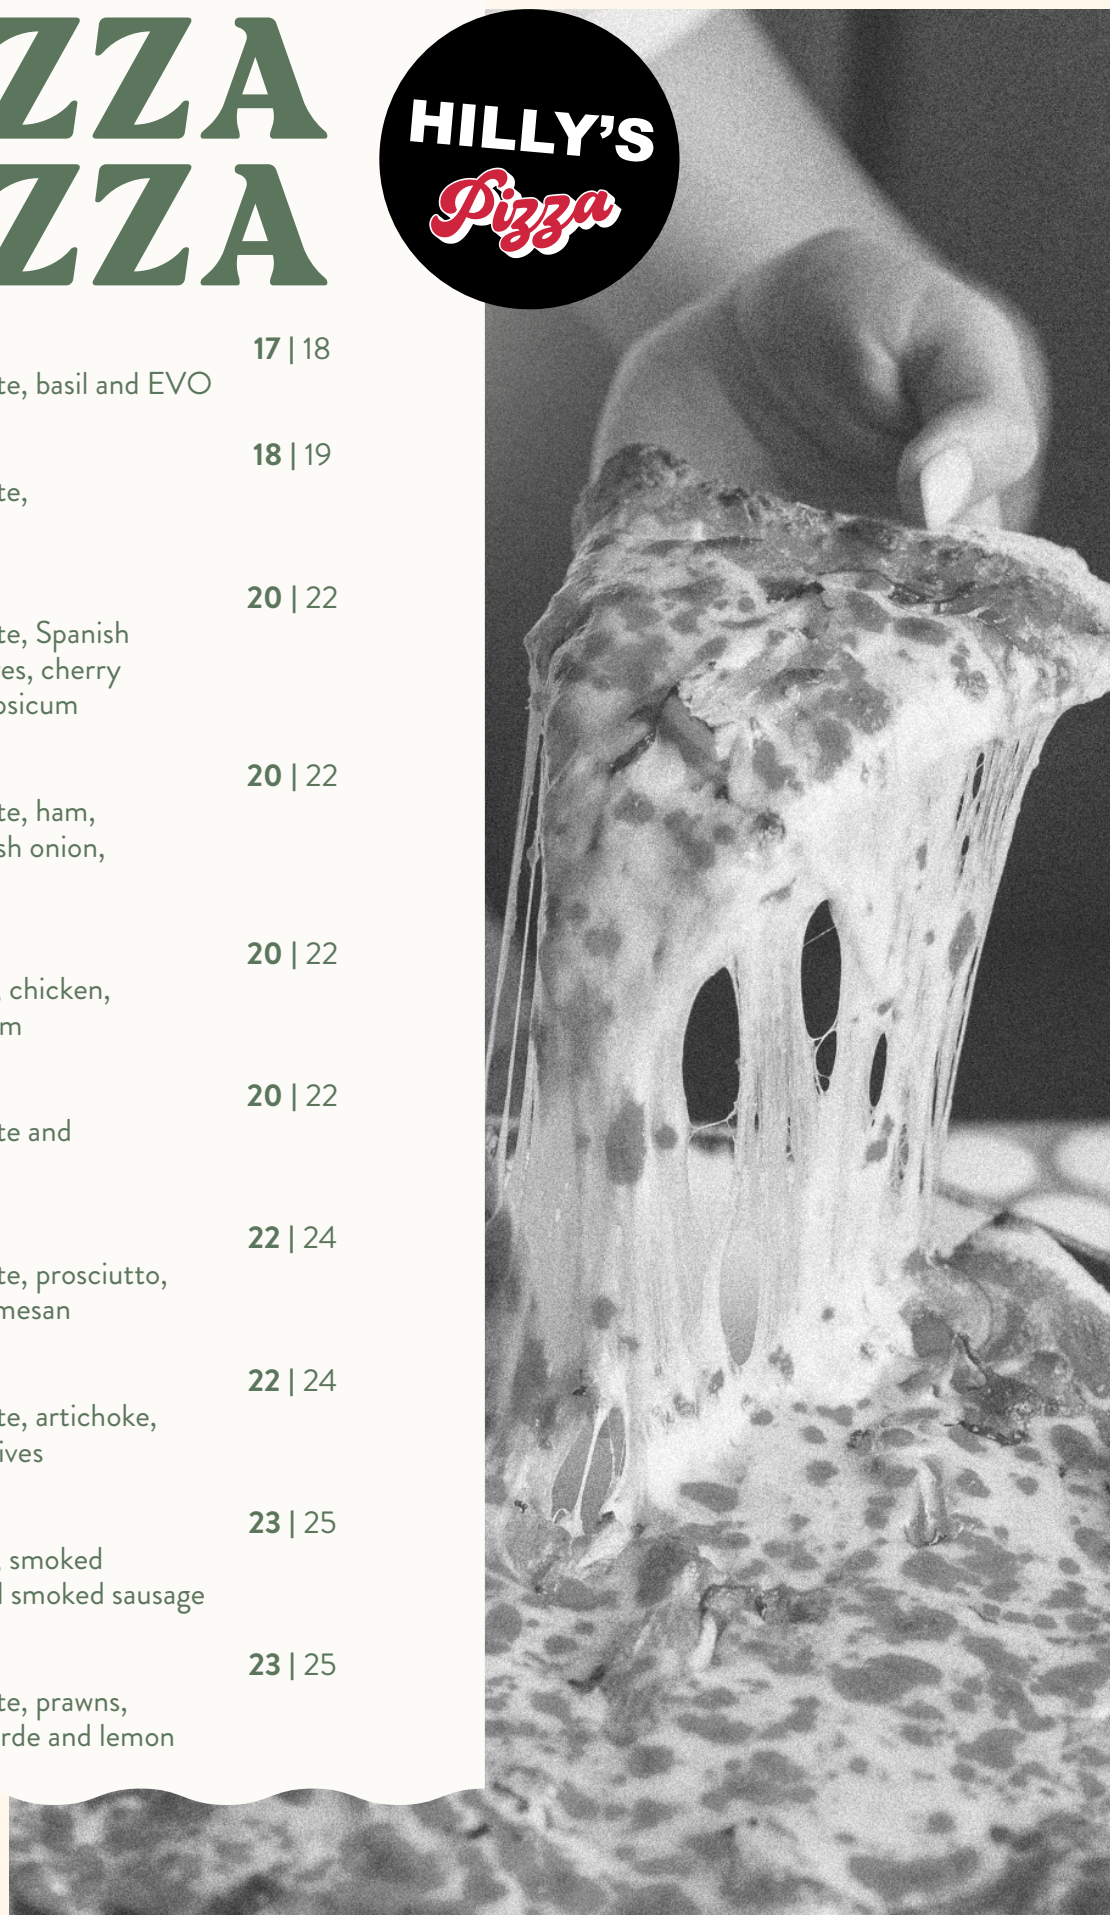 ZZA
ZZA
HILLY'S
Pizza
17 | 18
te, basil and EVO
18 | 19
te,
20 | 22
te, Spanish
es, cherry
sicum
20 | 22
te, ham,
sh onion,
20 | 22
, chicken,
m
20 | 22
te and
22 | 24
te, prosciutto,
mesan
22 | 24
te, artichoke,
ives
23 | 25
, smoked
smoked sausage
23 | 25
te, prawns,
rde and lemon